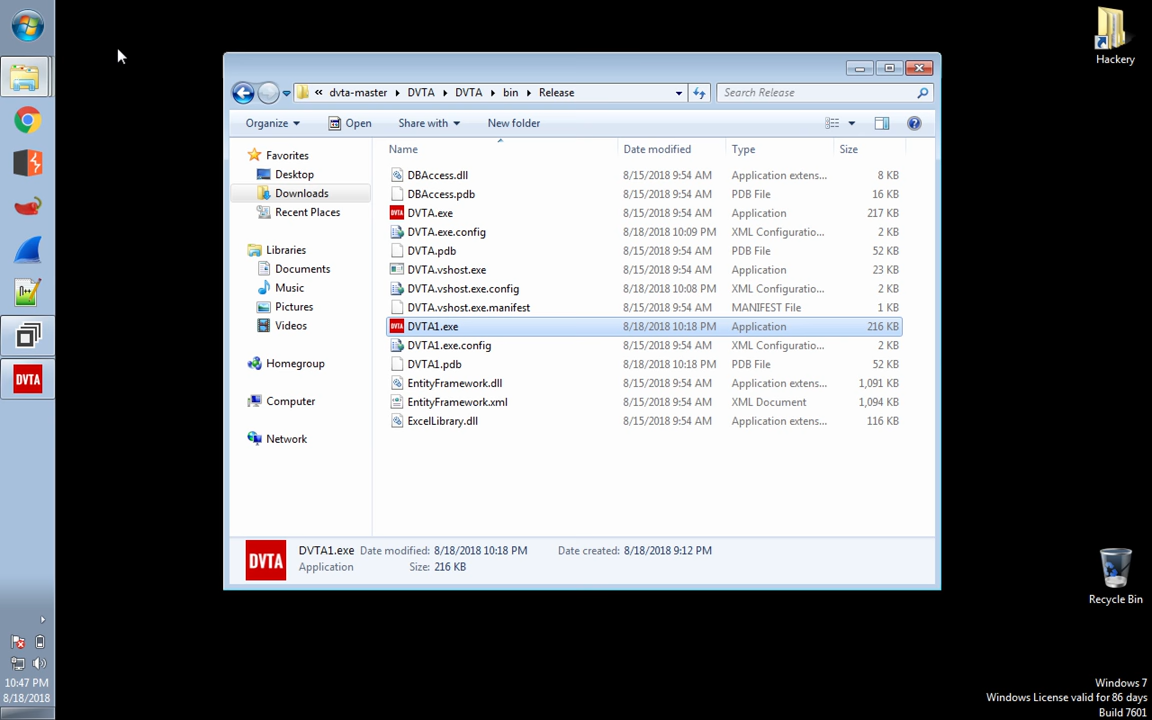 Hackery
« dvta-master DVTA DVTA bin Release Search Release
Organize Open Share with New folder
Name Date modified Type Size
Favorites
Desktop
Downloads
Recent Places
Libraries
Documents
Music
Pictures
Videos
Homegroup
Computer
Network
DBAccess.dll 8/15/2018 9:54 AM Application extens... 8 KB
DBAccess.pdb 8/15/2018 9:54 AM PDB File 16 KB
DVTA DVTA.exe 8/15/2018 9:54 AM Application 217 KB
DVTA.exe.config 8/18/2018 10:09 PM XML Configuratio... 2 KB
DVTA.pdb 8/15/2018 9:54 AM PDB File 52 KB
DVTA.vshost.exe 8/15/2018 9:54 AM Application 23 KB
DVTA.vshost.exe.config 8/18/2018 10:08 PM XML Configuratio... 2 KB
DVTA.vshost.exe.manifest 8/15/2018 9:54 AM MANIFEST File 1 KB
DVTA DVTA1.exe 8/18/2018 10:18 PM Application 216 KB
DVTA1.exe.config 8/15/2018 9:54 AM XML Configuratio... 2 KB
DVTA1.pdb 8/18/2018 10:18 PM PDB File 52 KB
EntityFramework.dll 8/15/2018 9:54 AM Application extens... 1,091 KB
EntityFramework.xml 8/15/2018 9:54 AM XML Document 1,094 KB
ExcelLibrary.dll 8/15/2018 9:54 AM Application extens... 116 KB
DVTA
DVTA
DVTA1.exe Date modified: 8/18/2018 10:18 PM Date created: 8/18/2018 9:12 PM
Application Size: 216 KB
Recycle Bin
10:47 PM
8/18/2018
Windows 7
Windows License valid for 86 days
Build 7601